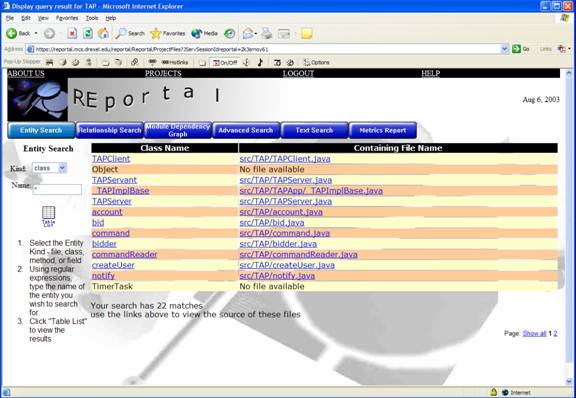 Display query result for TAP - Microsoft Internet Explorer
File Edit View Favorites Tools Help
Back Search Favorites Media
Address https://reportal.mcs.drexel.edu/reportal/Reportal/ProjectFiles?JServSessionIdreportal=2k3srnoy61 Go Links
Pop-Up Stopper HotLinks On/Off Options
ABOUT US PROJECTS LOGOUT HELP
REportal
Aug 6, 2003
Entity Search Relationship Search Module Dependency Graph Advanced Search Text Search Metrics Report
Entity Search
Kind: class
Name: *
Table List
1. Select the Entity
Kind - file, class,
method, or field
2. Using regular
expressions,
type the name of
the entity you
wish to search
for.
3. Click "Table List"
to view the
results
Class Name Containing File Name
TAPClient src/TAP/TAPClient.java
Object No file available
TAPServant src/TAP/TAPServer.java
_TAPImplBase src/TAP/TAPApp/_TAPImplBase.java
TAPServer src/TAP/TAPServer.java
account src/TAP/account.java
bid src/TAP/bid.java
command src/TAP/command.java
bidder src/TAP/bidder.java
commandReader src/TAP/commandReader.java
createUser src/TAP/createUser.java
notify src/TAP/notify.java
TimerTask No file available
Your search has 22 matches
use the links above to view the source of these files
Page: Show all 1 2
Internet